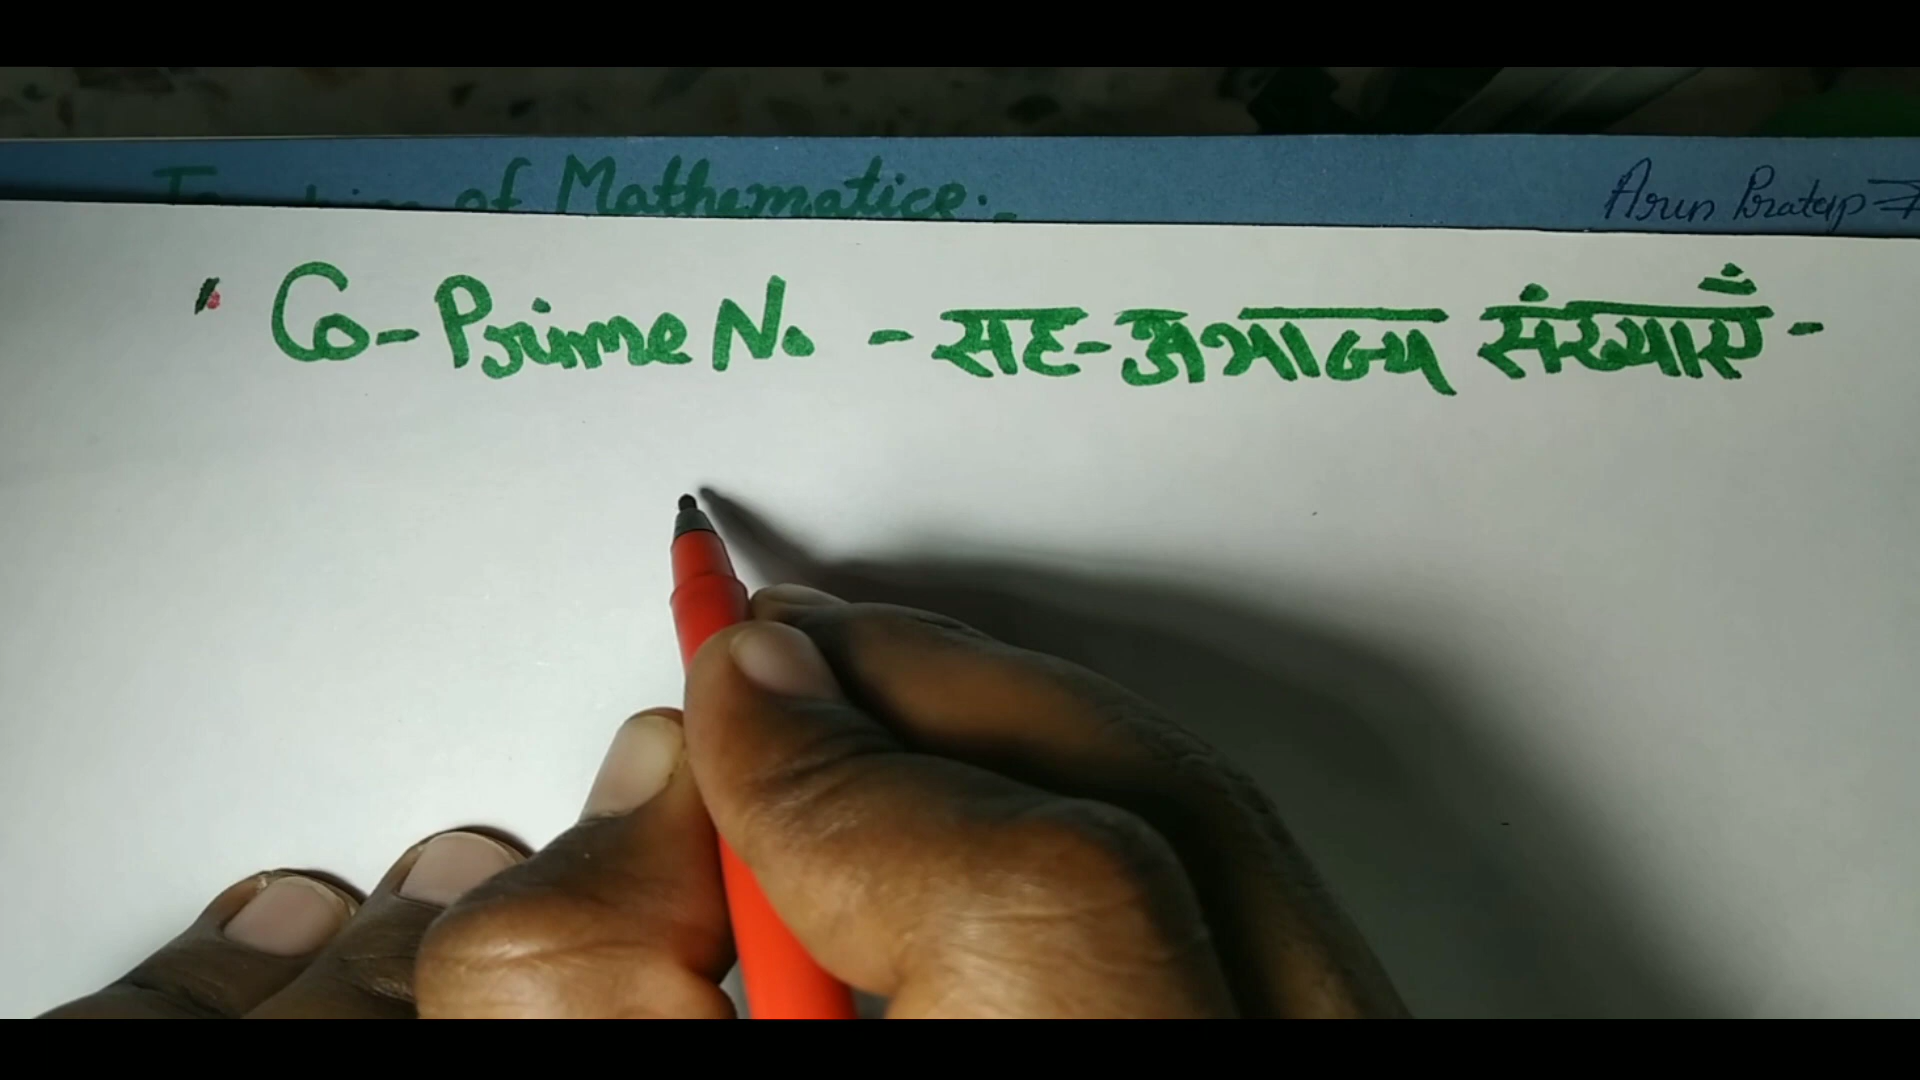 of Mathematics:-
Arun Pratap
Co-Prime No. - सह-अभाज्य संख्याएँ -